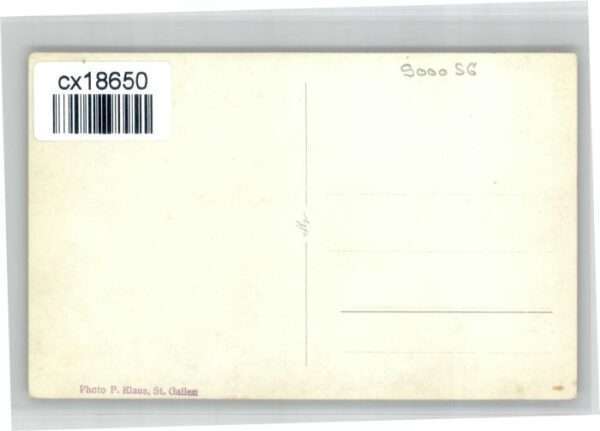 cx18650
9000 SG
Photo P. Klaus, St. Gallen